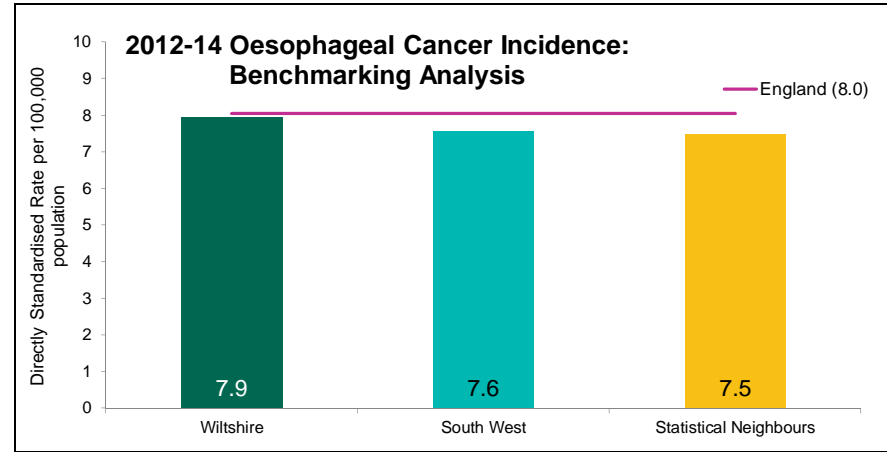 2012-14 Oesophageal Cancer Incidence:
Benchmarking Analysis
England (8.0)
Directly Standardised Rate per 100,000
population
10
9
8
7
6
5
4
3
2
1
0
7.9
7.6
7.5
Wiltshire
South West
Statistical Neighbours